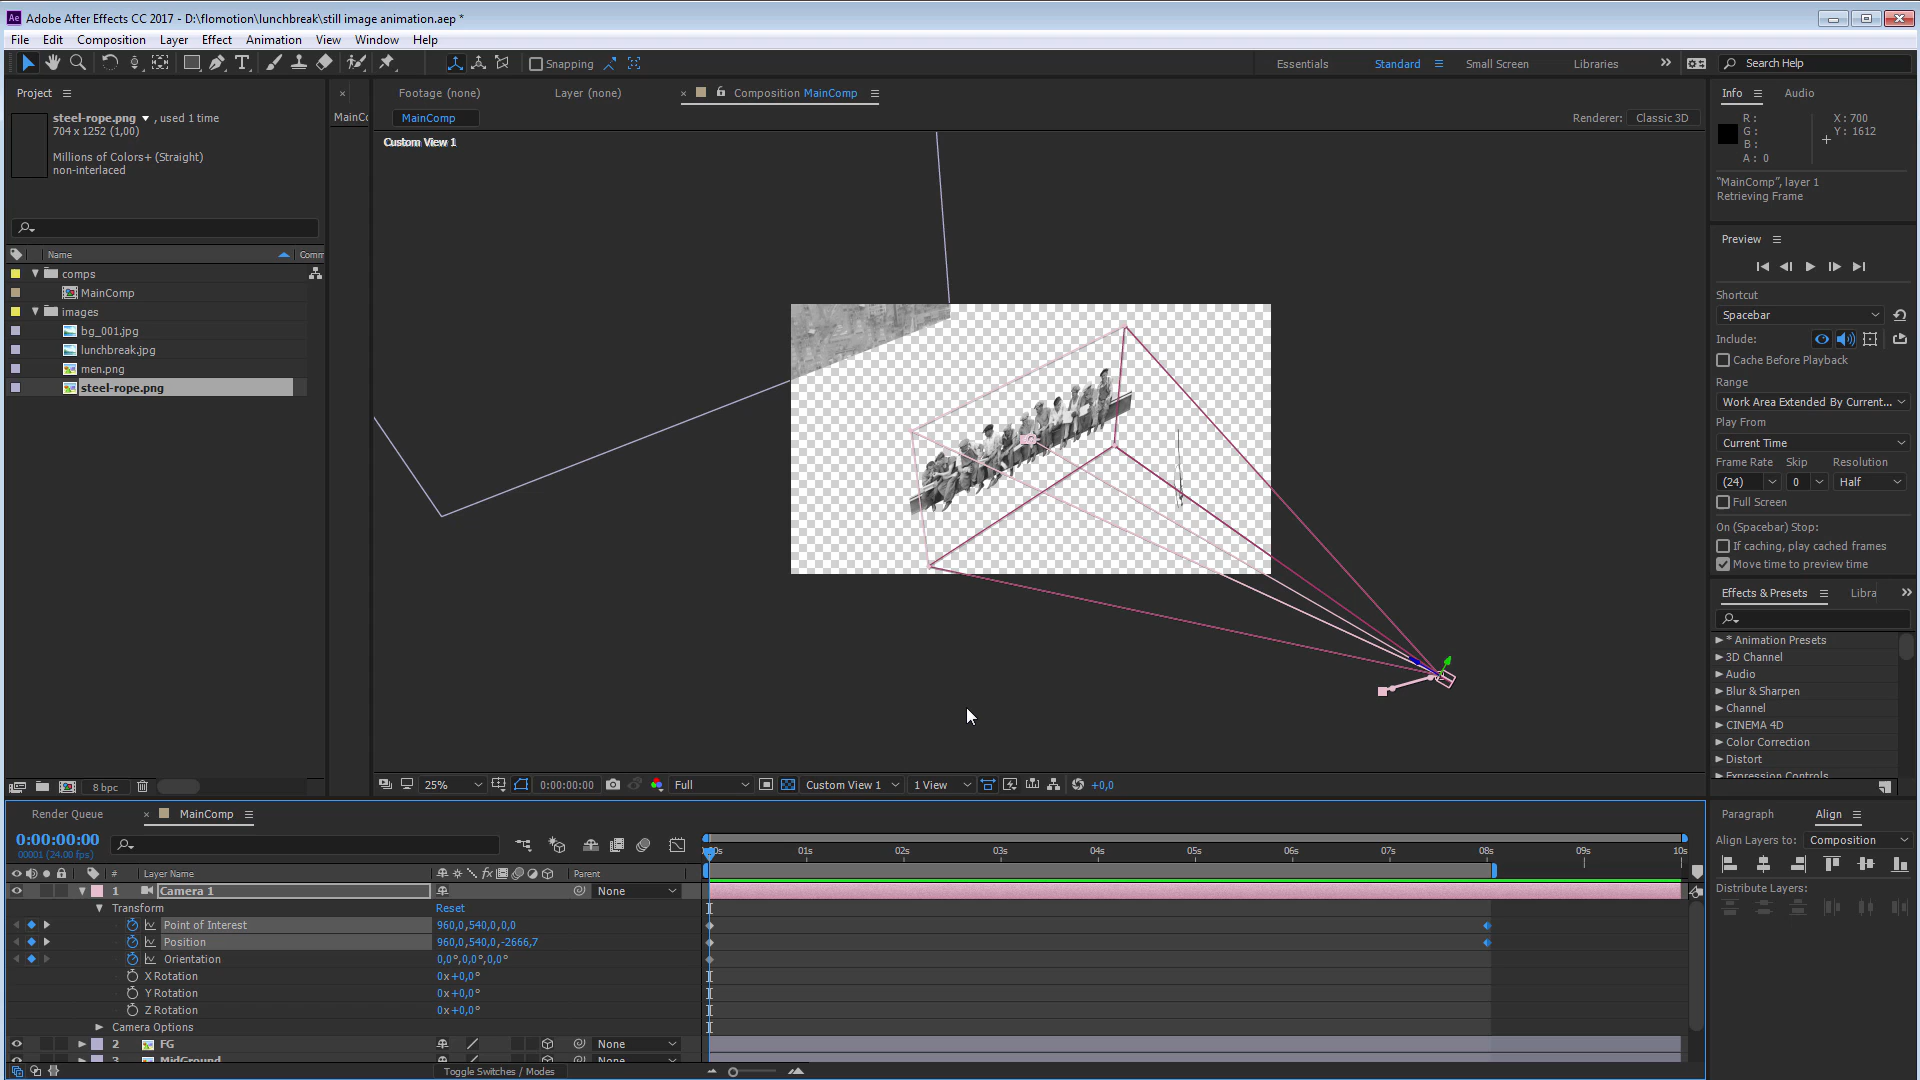 Adobe After Effects CC 2017 - D:\flomotion\lunchbreak\still image animation.aep *
File Edit Composition Layer Effect Animation View Window Help
Snapping
Essentials Standard Small Screen Libraries
Search Help
Project
steel-rope.png , used 1 time
704 x 1252 (1,00)
Millions of Colors+ (Straight)
non-interlaced
Name Comm
comps
MainComp
images
bg_001.jpg
lunchbreak.jpg
men.png
steel-rope.png
8 bpc
MainCo
Footage (none) Layer (none) Composition MainComp
MainComp
Renderer: Classic 3D
Custom View 1
25% 0:00:00:00 Full Custom View 1 1 View +0,0
Info Audio
R :
G :
B :
A : 0
X : 700
Y : 1612
"MainComp", layer 1
Retrieving Frame
Preview
Shortcut
Spacebar
Include:
Cache Before Playback
Range
Work Area Extended By Current...
Play From
Current Time
Frame Rate Skip Resolution
(24) 0 Half
Full Screen
On (Spacebar) Stop:
If caching, play cached frames
Move time to preview time
Effects & Presets Libra
* Animation Presets
3D Channel
Audio
Blur & Sharpen
Channel
CINEMA 4D
Color Correction
Distort
Expression Controls
Paragraph Align
Align Layers to: Composition
Distribute Layers:
Render Queue MainComp
0:00:00:00
00001 (24.00 fps)
# Layer Name fx Parent
00s 01s 02s 03s 04s 05s 06s 07s 08s 09s 10s
1 Camera 1 None
Transform Reset
Point of Interest 960,0,540,0,0,0
Position 960,0,540,0,-2666,7
Orientation 0,0°,0,0°,0,0°
X Rotation 0x+0,0°
Y Rotation 0x+0,0°
Z Rotation 0x+0,0°
Camera Options
2 FG None
3 MidGround None
Toggle Switches / Modes